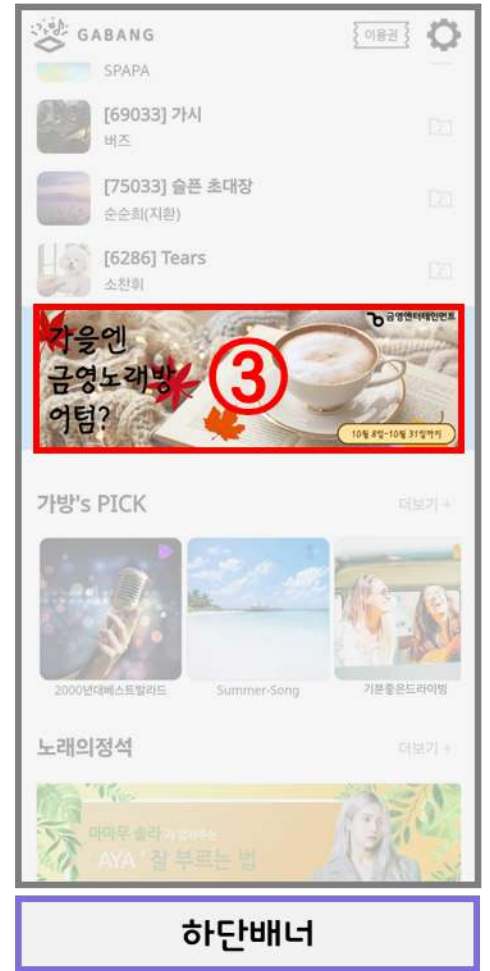 GABANG
이용권
SPAPA
[69033] 가시
버즈
[75033] 슬픈 초대장
순순희(지환)
[6286] Tears
소찬휘
가을엔
금영노래방
어텀?
③
금영엔터테인먼트
10월 8일-10월 31일까지
가방's PICK
더보기 +
2000년대베스트발라드
Summer-Song
기분좋은드라이빙
노래의정석
더보기 +
마마무 솔라가 알려주는
AYA 잘 부르는 법
하단배너